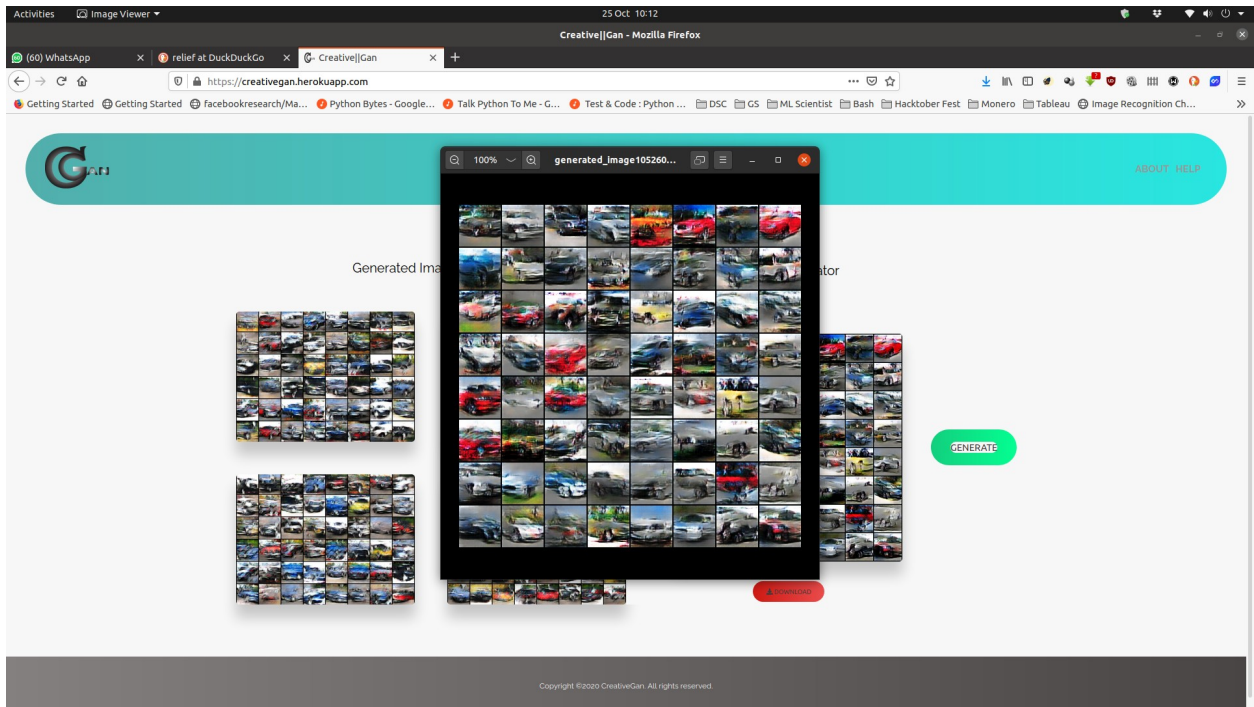 Activities Image Viewer 25 Oct 10:12
Creative||Gan - Mozilla Firefox
(60) WhatsApp × relief at DuckDuckGo × Creative||Gan × +
https://creativegan.herokuapp.com
Getting Started Getting Started facebookresearch/Ma... Python Bytes - Google... Talk Python To Me - G... Test & Code : Python ... DSC GS ML Scientist Bash Hacktober Fest Monero Tableau Image Recognition Ch...
100% generated_image105260...
GAN
ABOUT HELP
Generated Ima
ator
GENERATE
DOWNLOAD
Copyright ©2020 CreativeGan. All rights reserved.